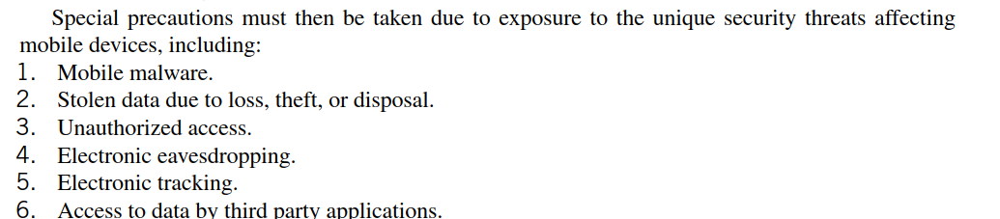 Special precautions must then be taken due to exposure to the unique security threats affecting
mobile devices, including:
1. Mobile malware.
2. Stolen data due to loss, theft, or disposal.
3. Unauthorized access.
4. Electronic eavesdropping.
5. Electronic tracking.
6. Access to data by third party applications.